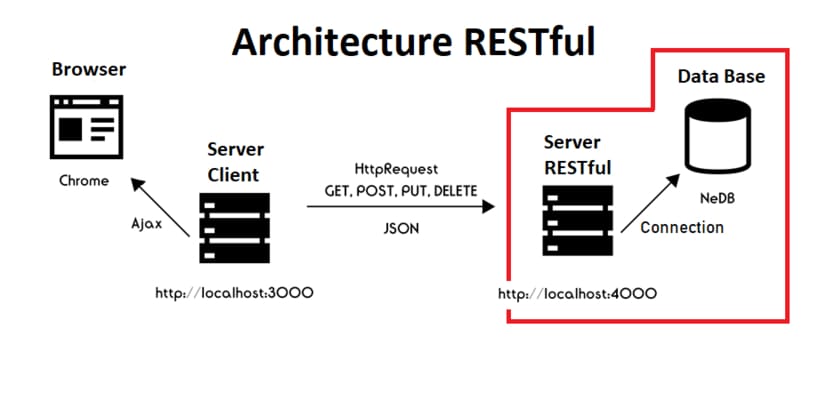 Architecture RESTful
Browser
Chrome
Ajax
Server
Client
http://localhost:3000
HttpRequest
GET, POST, PUT, DELETE
JSON
Server
RESTful
http://localhost:4000
Data Base
NeDB
Connection